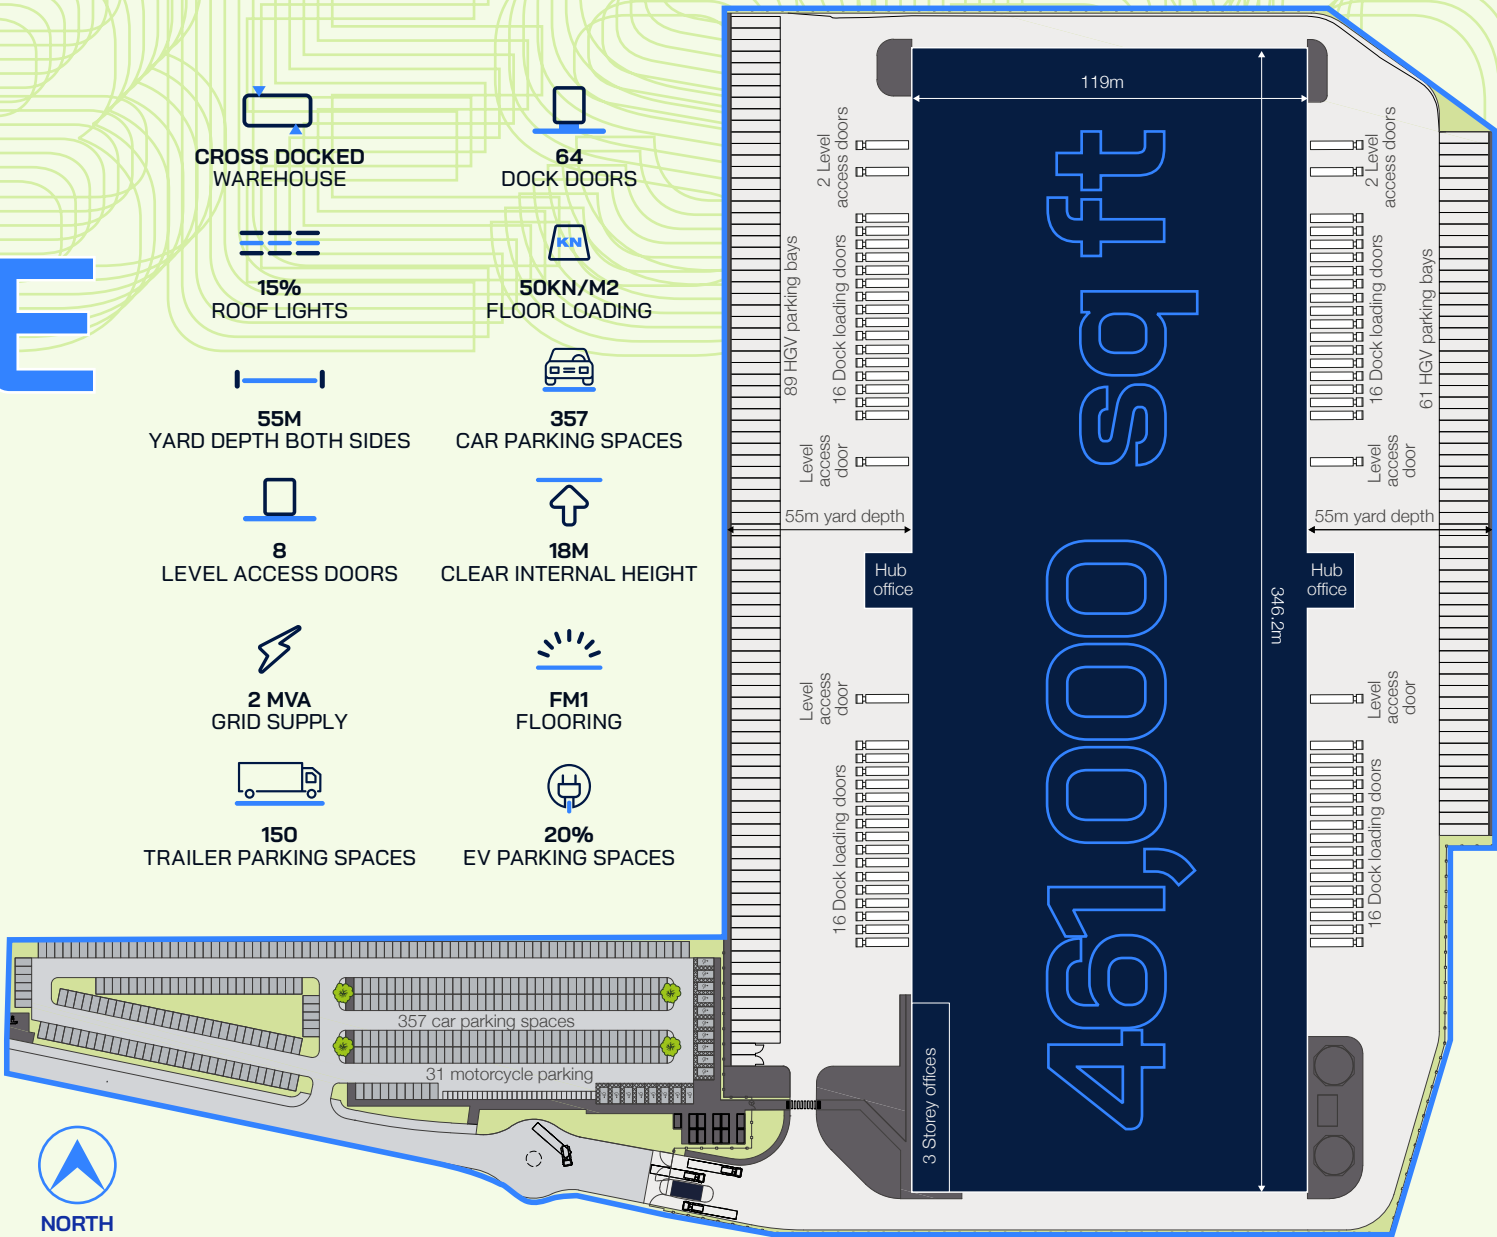 E
CROSS DOCKED
WAREHOUSE
64
DOCK DOORS
15%
ROOF LIGHTS
KN
50KN/M2
FLOOR LOADING
55M
YARD DEPTH BOTH SIDES
357
CAR PARKING SPACES
8
LEVEL ACCESS DOORS
18M
CLEAR INTERNAL HEIGHT
2 MVA
GRID SUPPLY
FM1
FLOORING
150
TRAILER PARKING SPACES
20%
EV PARKING SPACES
119m
346.2m
461,000 sq ft
2 Level
access doors
16 Dock loading doors
89 HGV parking bays
Level
access
door
55m yard depth
Hub
office
Level
access
door
16 Dock loading doors
2 Level
access doors
16 Dock loading doors
61 HGV parking bays
Level
access
door
55m yard depth
Hub
office
Level
access
door
16 Dock loading doors
3 Storey offices
357 car parking spaces
31 motorcycle parking
NORTH